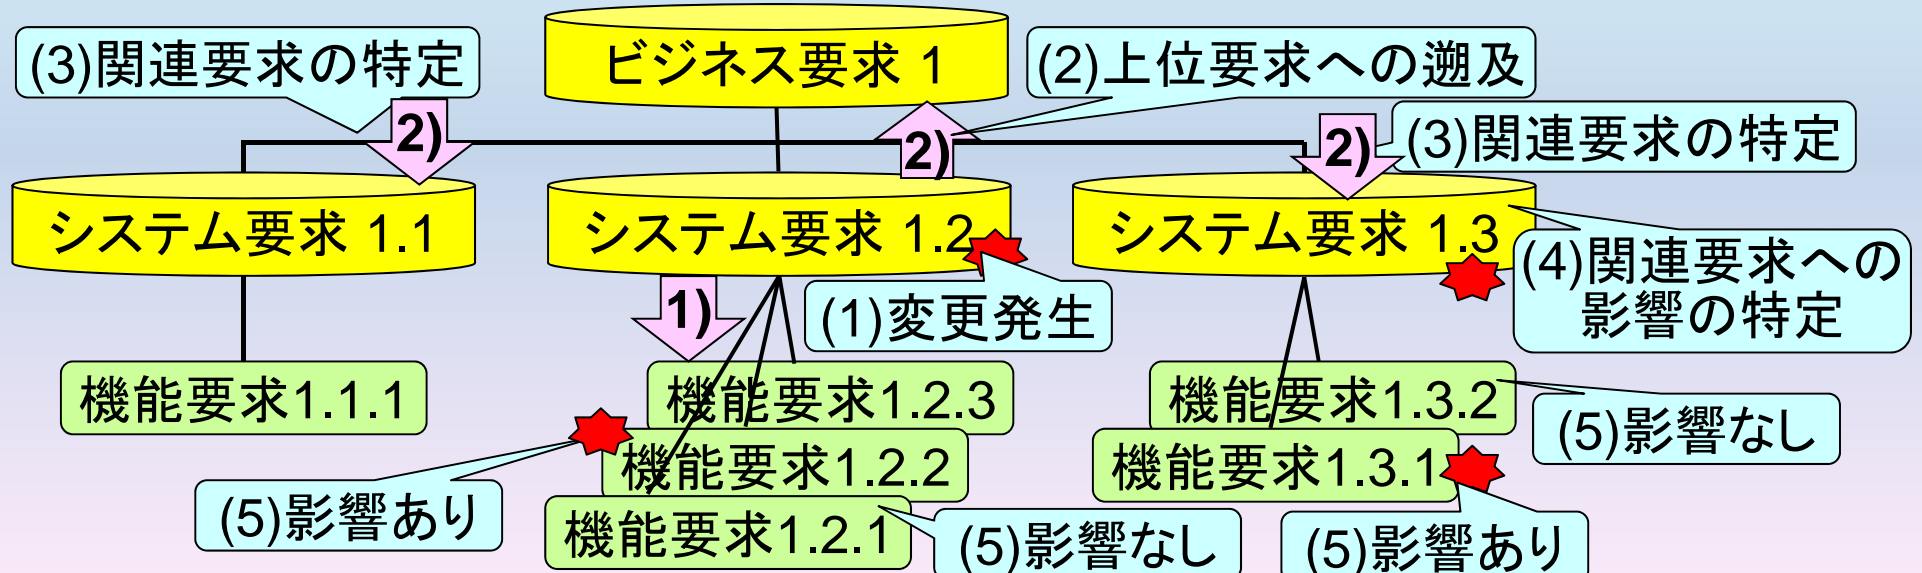 ビジネス要求 1
(3)関連要求の特定
(2)上位要求への遡及
2)
2)
2)
(3)関連要求の特定
システム要求 1.1
システム要求 1.2
システム要求 1.3
(4)関連要求への
影響の特定
1)
(1)変更発生
機能要求1.1.1
機能要求1.2.3
機能要求1.3.2
(5)影響なし
機能要求1.2.2
機能要求1.3.1
(5)影響あり
機能要求1.2.1
(5)影響なし
(5)影響あり